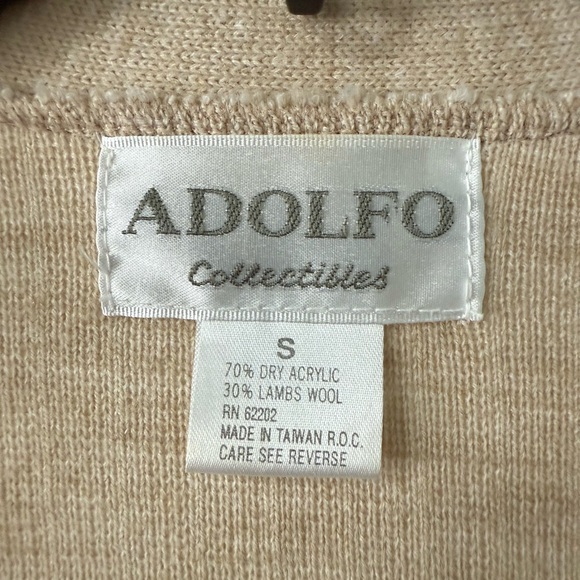 ADOLFO
Collectibles
S
70% DRY ACRYLIC
30% LAMBS WOOL
RN 62202
MADE IN TAIWAN R.O.C.
CARE SEE REVERSE